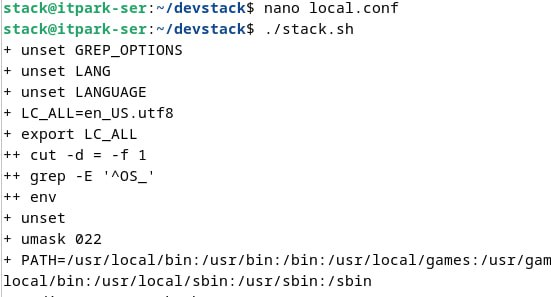 stack@itpark-ser:~/devstack$ nano local.conf
stack@itpark-ser:~/devstack$ ./stack.sh
+ unset GREP_OPTIONS
+ unset LANG
+ unset LANGUAGE
+ LC_ALL=en_US.utf8
+ export LC_ALL
++ cut -d = -f 1
++ grep -E '^OS_'
++ env
+ unset
+ umask 022
+ PATH=/usr/local/bin:/usr/bin:/bin:/usr/local/games:/usr/gam
local/bin:/usr/local/sbin:/usr/sbin:/sbin